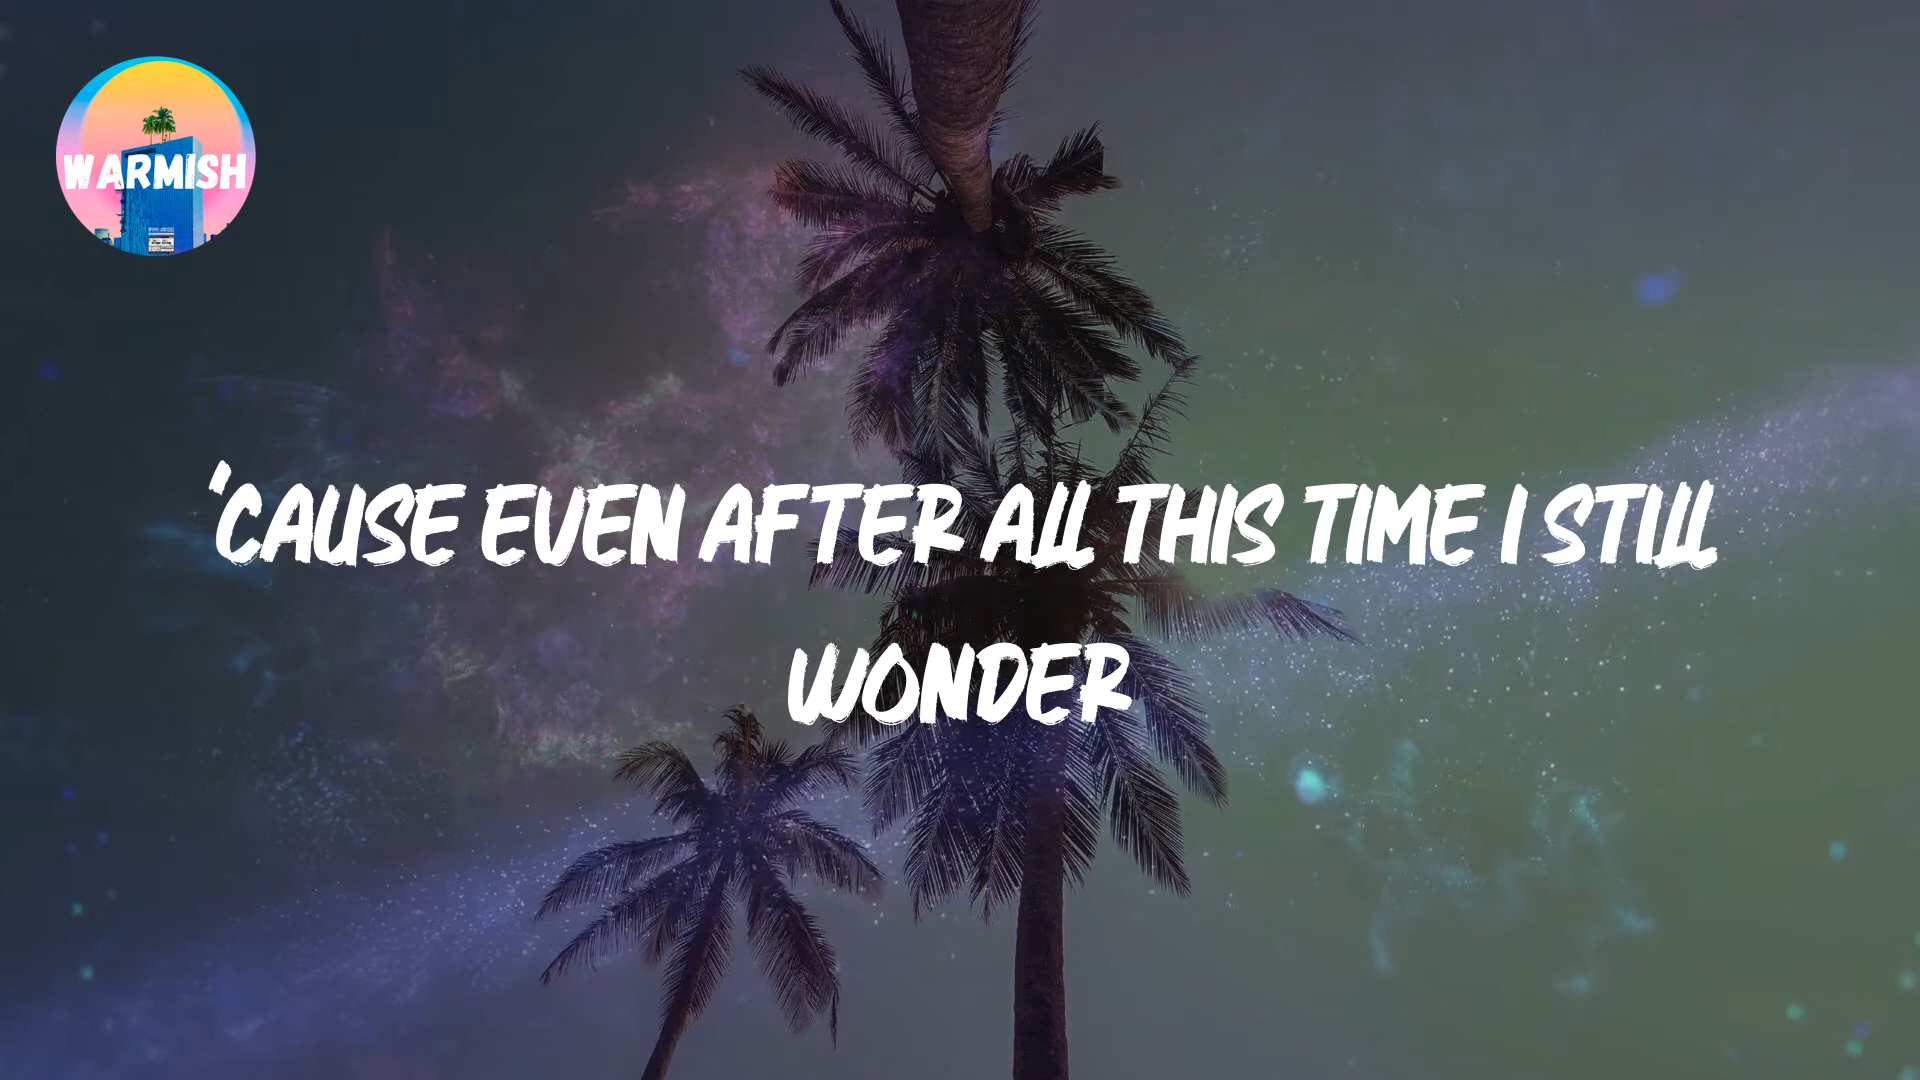 WARMISH
'CAUSE EVEN AFTER ALL THIS TIME I STILL
WONDER